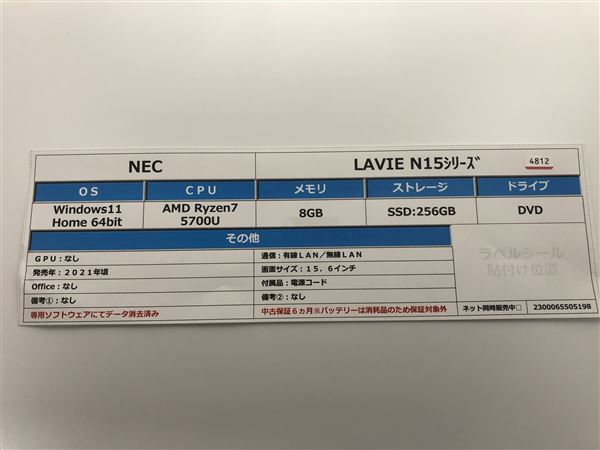 NEC LAVIE N15ｼﾘｰｽﾞ 4812
OS CPU メモリ ストレージ ドライブ
Windows11 Home 64bit AMD Ryzen7 5700U 8GB SSD:256GB DVD
その他
ラベルシール
貼付け位置
GPU：なし 通信：有線LAN／無線LAN
発売年：2021年頃 画面サイズ：15．6インチ
Office：なし 付属品：電源コード
備考①：なし 備考②：なし
専用ソフトウェアにてデータ消去済み 中古保証6ヵ月※バッテリーは消耗品のため保証対象外 ネット同時販売中□ 2300065505198